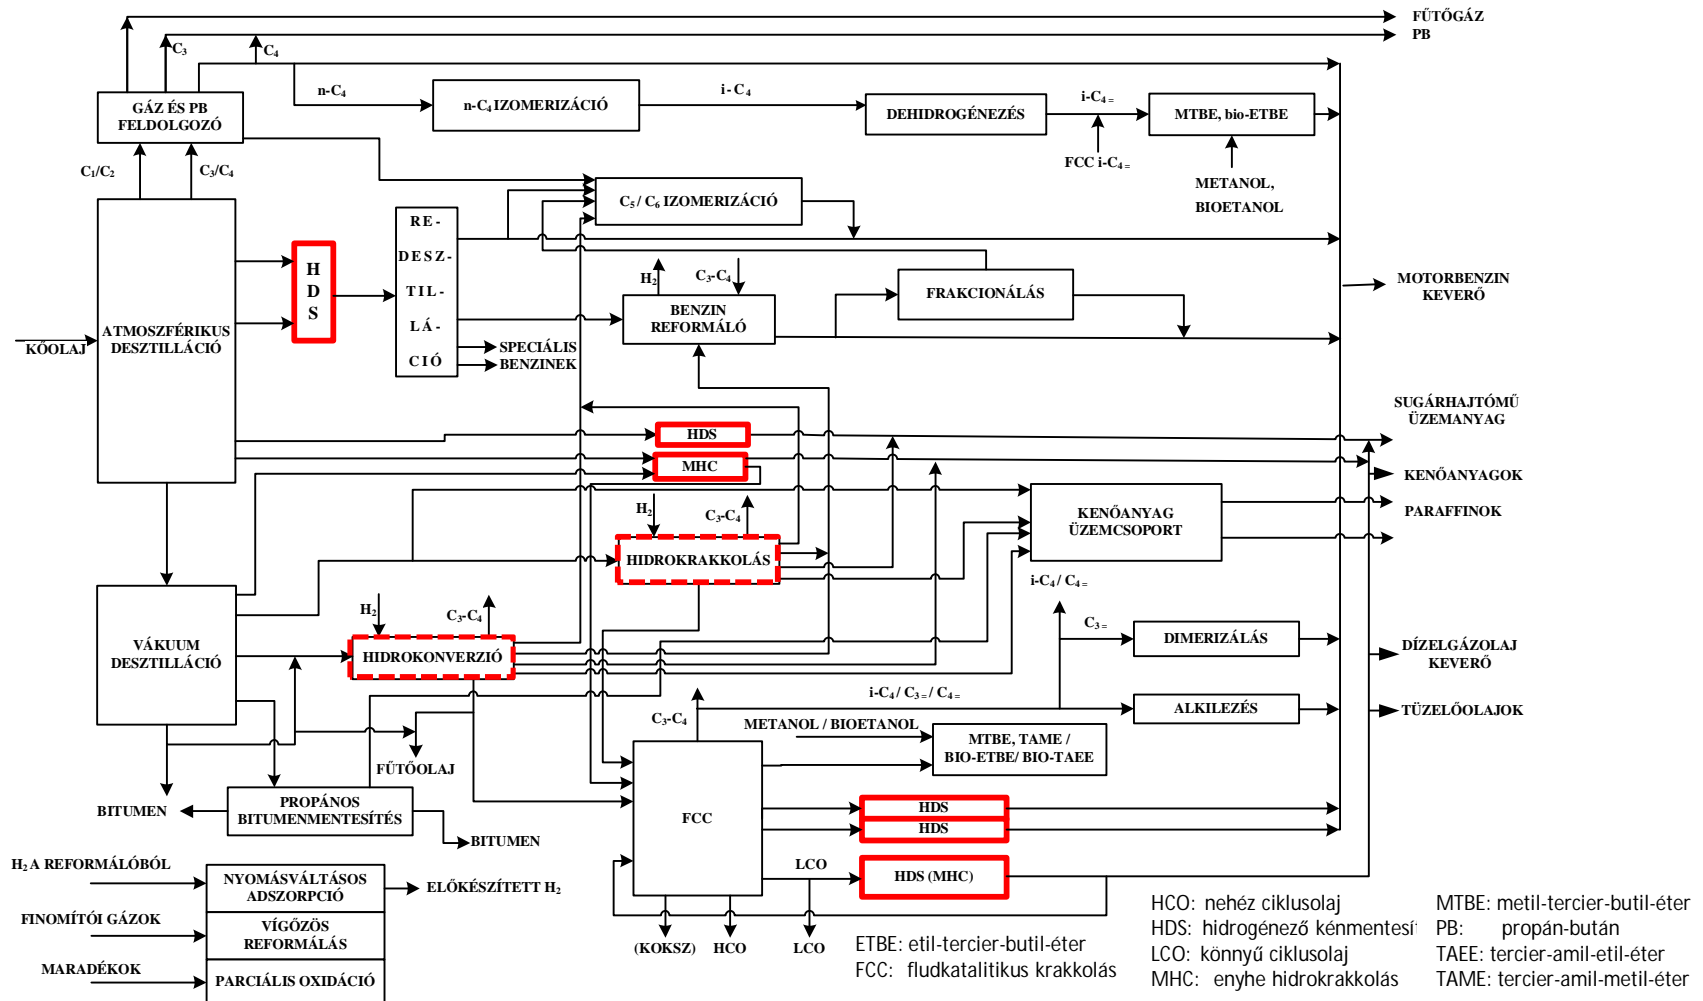 FŰTŐGÁZ
PB
C₃
C₄
GÁZ ÉS PB
FELDOLGOZÓ
n-C₄
n-C₄ IZOMERIZÁCIÓ
i- C₄
DEHIDROGÉNEZÉS
i-C₄₌
MTBE, bio-ETBE
FCC i-C₄₌
METANOL,
BIOETANOL
C₁/C₂
C₃/C₄
C₅ / C₆ IZOMERIZÁCIÓ
RE-
DESZ-
TIL-
LÁ-
CIÓ
H
D
S
H₂
C₃-C₄
FRAKCIONÁLÁS
BENZIN
REFORMÁLÓ
MOTORBENZIN
KEVERŐ
KŐOLAJ
ATMOSZFÉRIKUS
DESZTILLÁCIÓ
SPECIÁLIS
BENZINEK
SUGÁRHAJTÓMŰ
ÜZEMANYAG
HDS
MHC
KENŐANYAGOK
H₂
C₃-C₄
KENŐANYAG
ÜZEMCSOPORT
PARAFFINOK
HIDROKRAKKOLÁS
i-C₄ / C₄₌
H₂
C₃-C₄
C₃₌
DIMERIZÁLÁS
VÁKUUM
DESZTILLÁCIÓ
HIDROKONVERZIÓ
DÍZELGÁZOLAJ
KEVERŐ
i-C₄ / C₃₌ / C₄₌
C₃-C₄
ALKILEZÉS
TÜZELŐOLAJOK
METANOL / BIOETANOL
MTBE, TAME /
BIO-ETBE/ BIO-TAEE
FŰTŐOLAJ
BITUMEN
PROPÁNOS
BITUMENMENTESÍTÉS
BITUMEN
FCC
HDS
HDS
LCO
HDS (MHC)
H₂ A REFORMÁLÓBÓL
NYOMÁSVÁLTÁSOS
ADSZORPCIÓ
ELŐKÉSZÍTETT H₂
FINOMÍTÓI GÁZOK
VÍGŐZÖS
REFORMÁLÁS
MARADÉKOK
PARCIÁLIS OXIDÁCIÓ
(KOKSZ)
HCO
LCO
ETBE: etil-tercier-butil-éter
FCC: fludkatalitikus krakkolás
HCO: nehéz ciklusolaj
HDS: hidrogénező kénmentesít
LCO: könnyű ciklusolaj
MHC: enyhe hidrokrakkolás
MTBE: metil-tercier-butil-éter
PB: propán-bután
TAEE: tercier-amil-etil-éter
TAME: tercier-amil-metil-éter